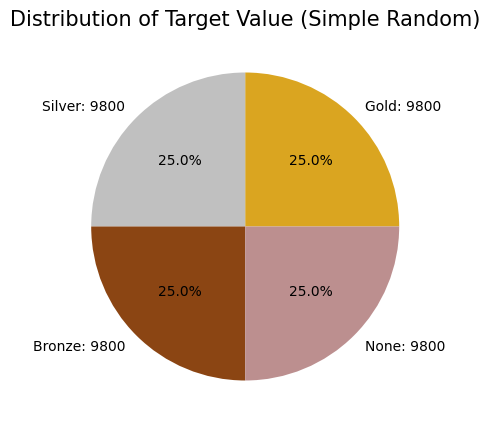 Distribution of Target Value (Simple Random)
Silver: 9800
Gold: 9800
25.0%
25.0%
25.0%
25.0%
Bronze: 9800
None: 9800